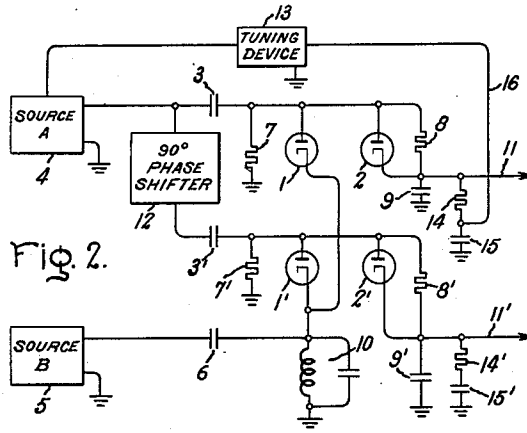 13
TUNING
DEVICE
3
16
SOURCE
A
4
7
1
2
8
11
90°
PHASE
SHIFTER
12
9
14
15
Fig. 2.
3'
7'
1'
2'
8'
11'
SOURCE
B
5
6
10
9'
14'
15'